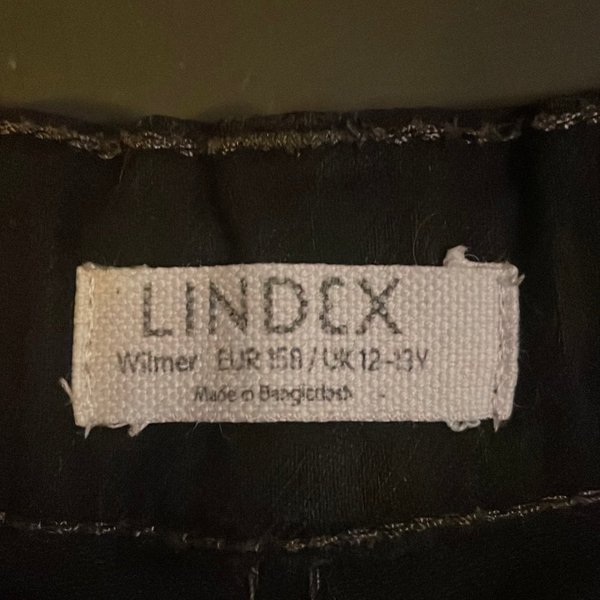 LINDEX
Wilmer EUR 158 / UK 12-13Y
Made in Bangladesh